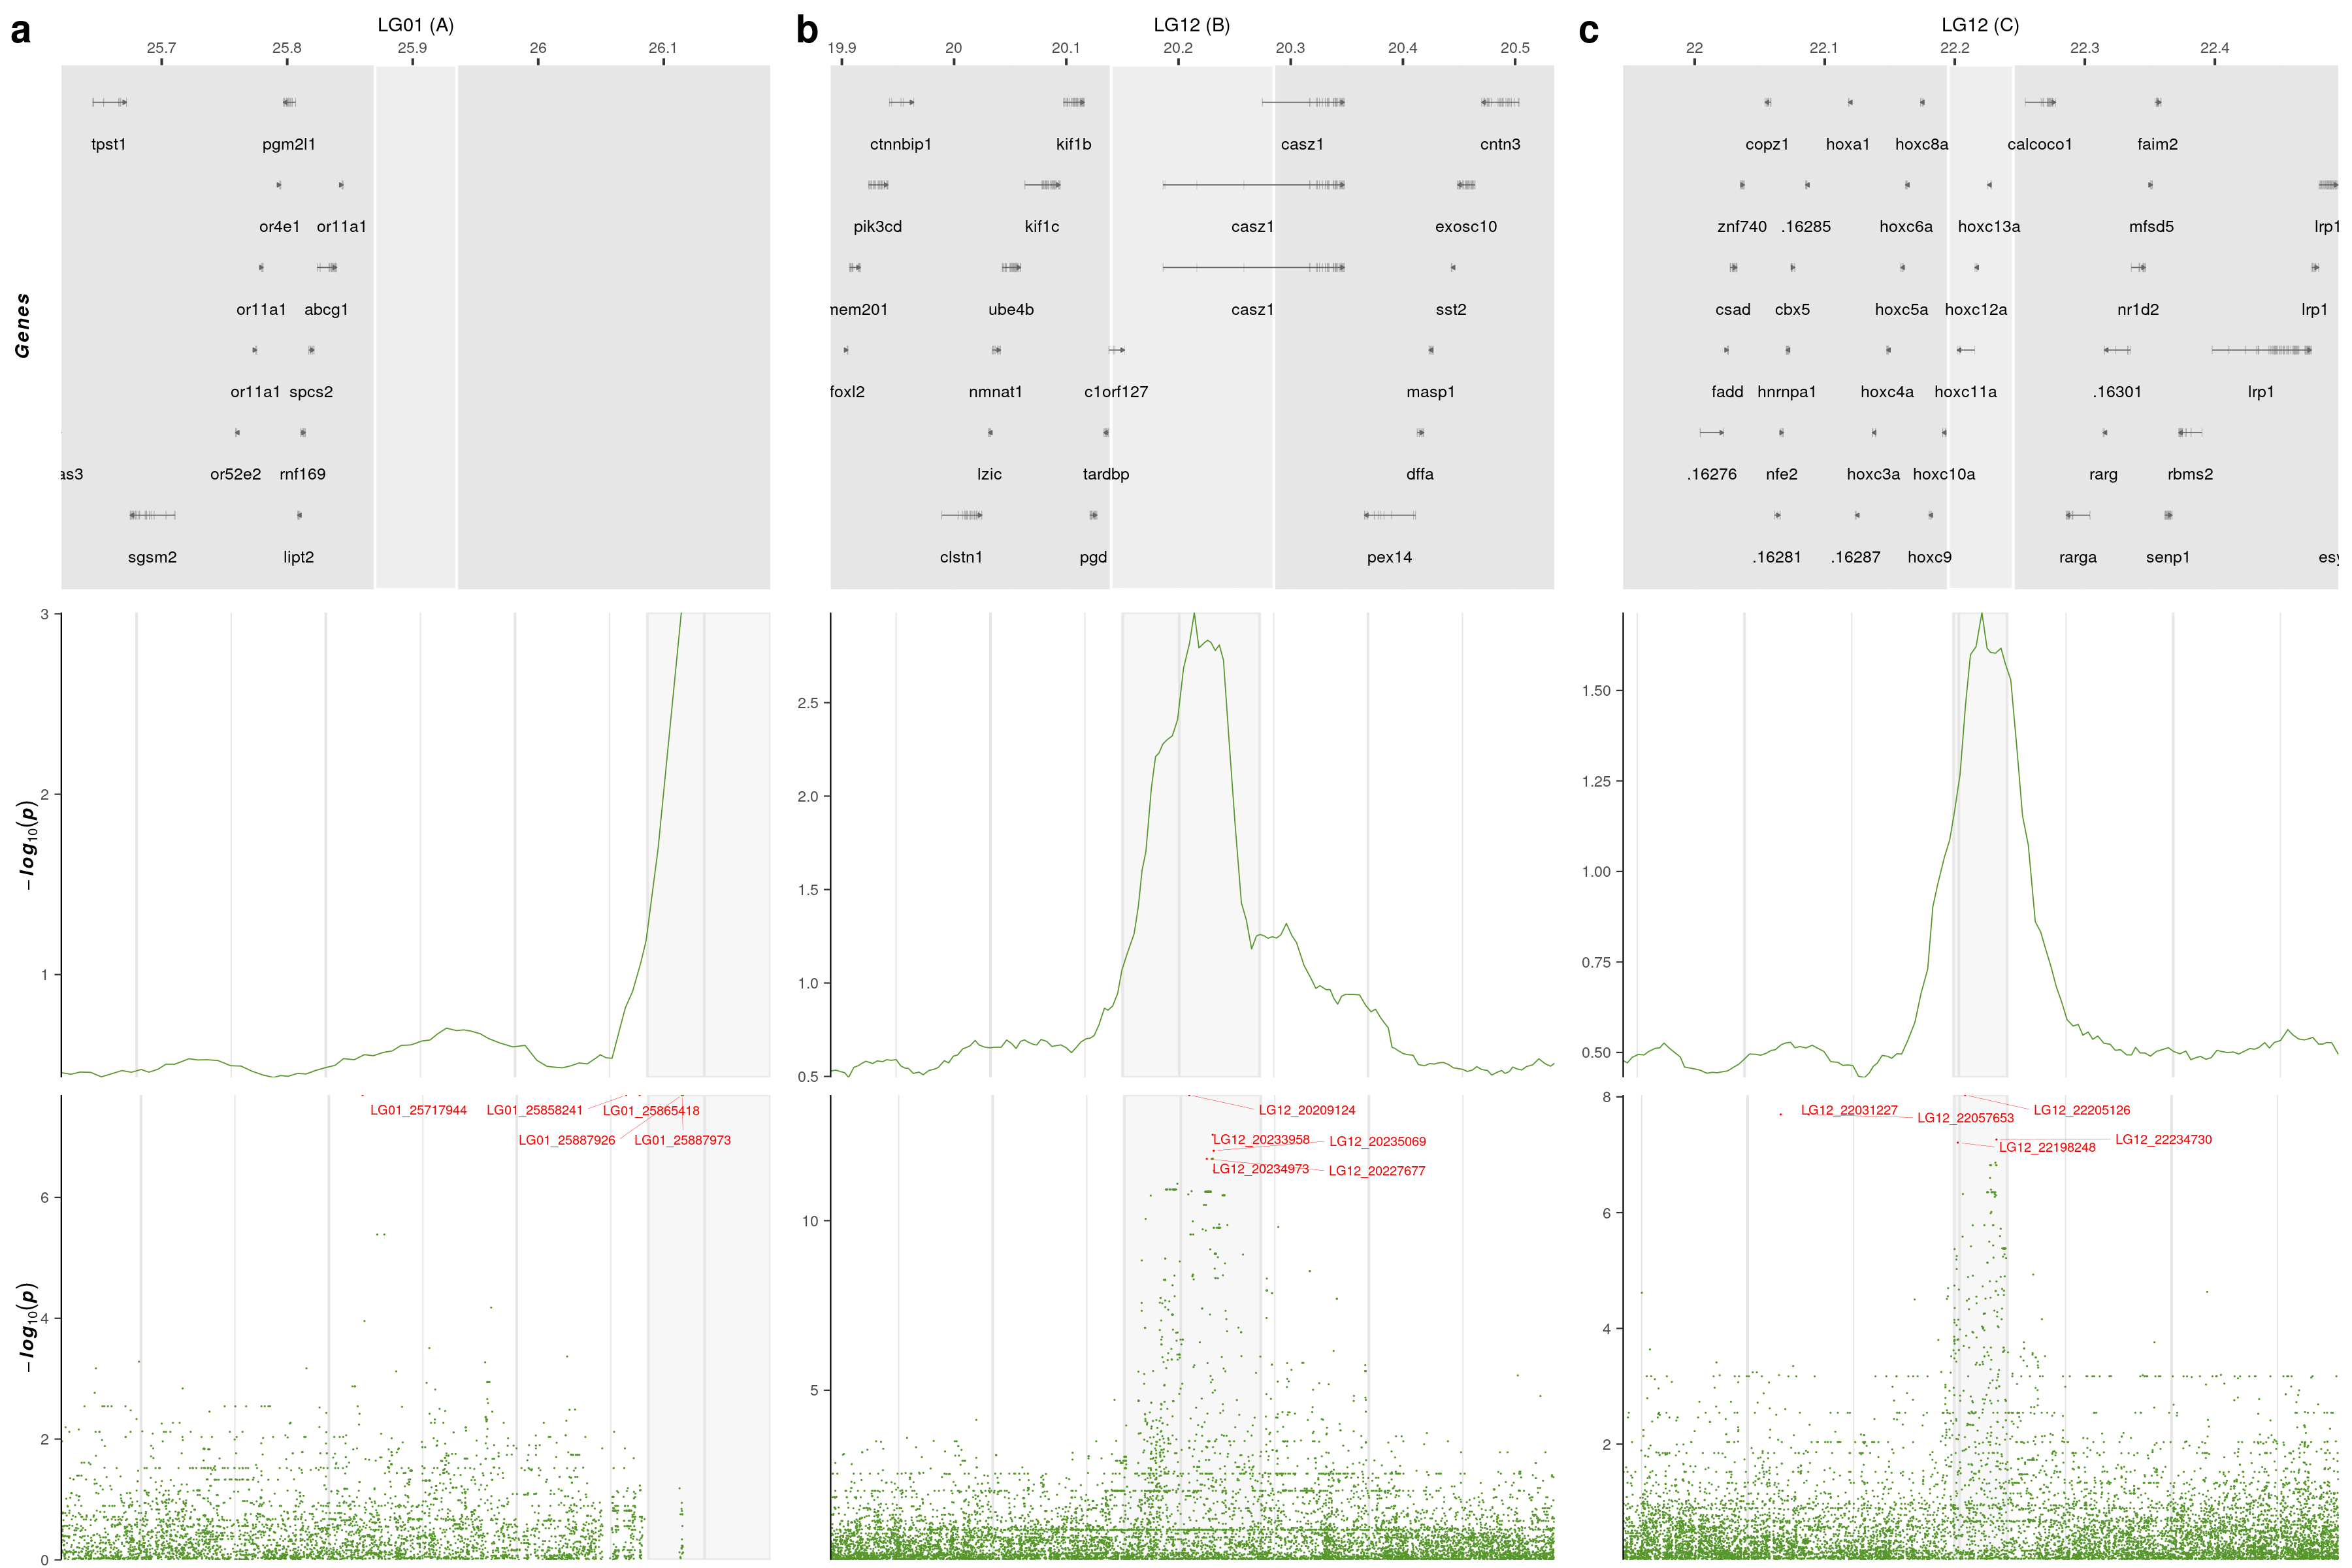 a LG01 (A)
25.7 25.8 25.9 26 26.1
tpst1 pgm2l1
or4e1 or11a1
or11a1 abcg1
or11a1 spcs2
as3 or52e2 rnf169
sgsm2 lipt2
Genes
b LG12 (B)
19.9 20 20.1 20.2 20.3 20.4 20.5
ctnnbip1 kif1b casz1 cntn3
pik3cd kif1c casz1 exosc10
mem201 ube4b casz1 sst2
foxl2 nmnat1 c1orf127 masp1
lzic tardbp dffa
clstn1 pgd pex14
c LG12 (C)
22 22.1 22.2 22.3 22.4
copz1 hoxa1 hoxc8a calcoco1 faim2
znf740 .16285 hoxc6a hoxc13a mfsd5 lrp1
csad cbx5 hoxc5a hoxc12a nr1d2 lrp1
fadd hnrnpa1 hoxc4a hoxc11a .16301 lrp1
.16276 nfe2 hoxc3a hoxc10a rarg rbms2
.16281 .16287 hoxc9 rarga senp1 esy
−log10(p)
3
2
1
2.5
2.0
1.5
1.0
0.5
1.50
1.25
1.00
0.75
0.50
−log10(p)
6
4
2
0
LG01_25717944 LG01_25858241 LG01_25865418
LG01_25887926 LG01_25887973
10
5
LG12_20209124
LG12_20233958 LG12_20235069
LG12_20234973 LG12_20227677
8
6
4
2
LG12_22031227 LG12_22057653 LG12_22205126
LG12_22198248 LG12_22234730